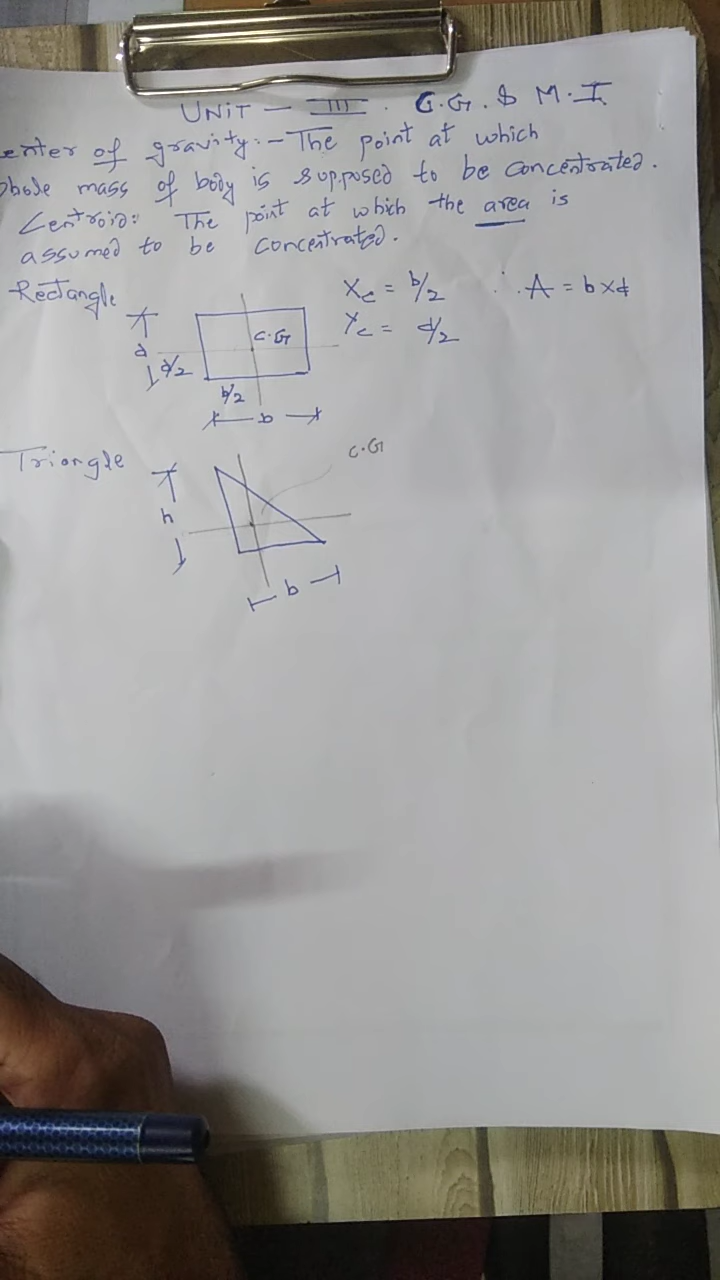 UNIT - III. C.G. & M.I
enter of gravity:- The point at which
whole mass of body is supposed to be concentrated.
Centroid: The point at which the area is
assumed to be concentrated.
Rectangle
d
d/2
C.G
b/2
b
Xc = b/2 ∴ A = b×d
Yc = d/2
Triangle
h
C.G
b